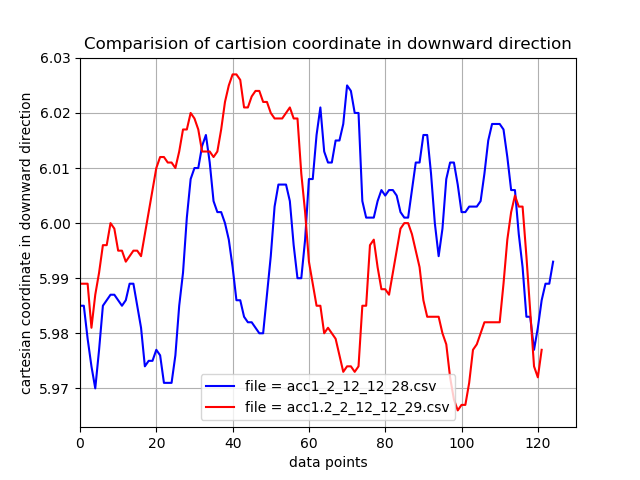 Comparision of cartision coordinate in downward direction
cartesian coordinate in downward direction
6.03
6.02
6.01
6.00
5.99
5.98
5.97
0 20 40 60 80 100 120
data points
file = acc1_2_12_12_28.csv
file = acc1.2_2_12_12_29.csv